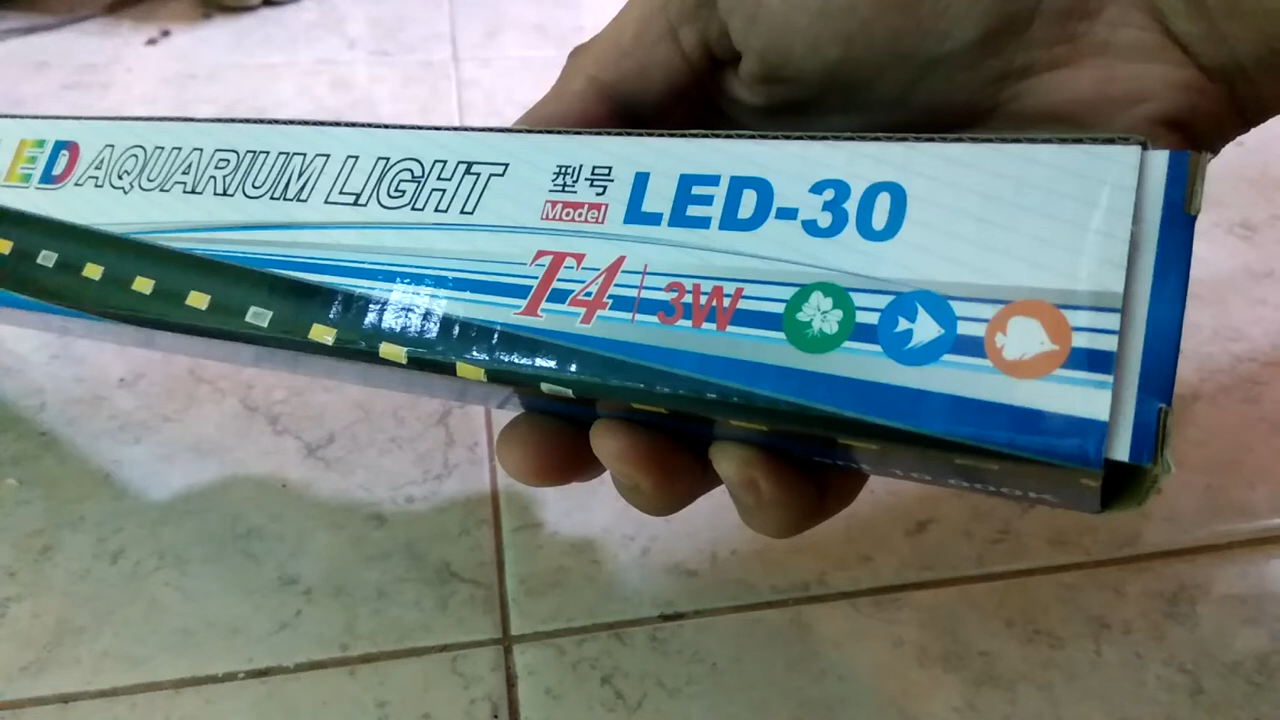 LED AQUARIUM LIGHT
型号
Model
LED-30
T4 | 3W